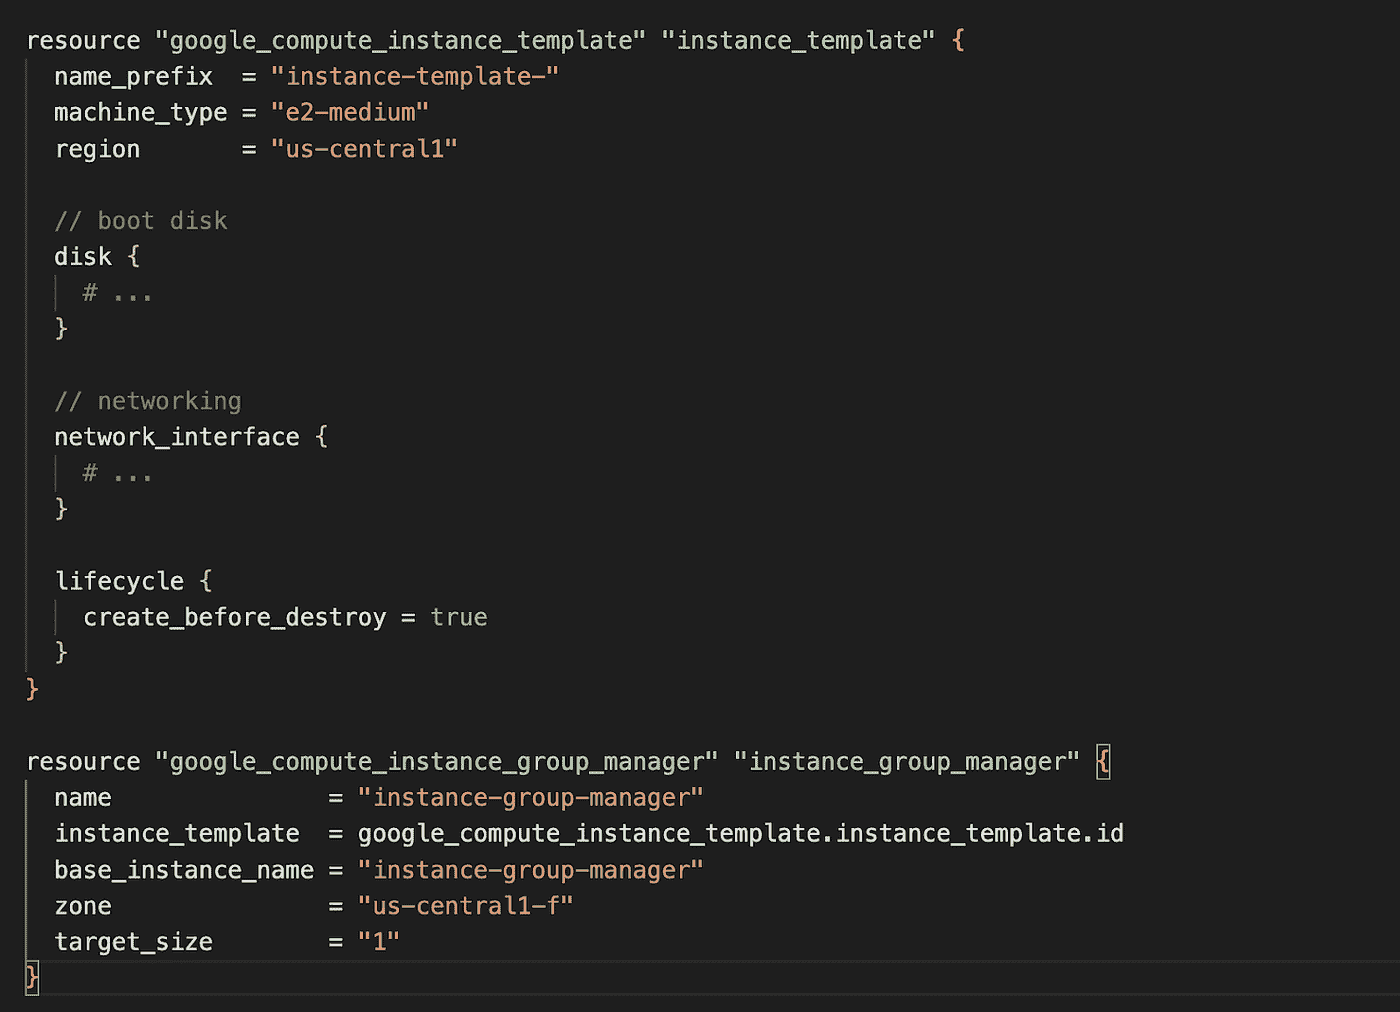 resource "google_compute_instance_template" "instance_template" {
  name_prefix  = "instance-template-"
  machine_type = "e2-medium"
  region       = "us-central1"

  // boot disk
  disk {
    # ...
  }

  // networking
  network_interface {
    # ...
  }

  lifecycle {
    create_before_destroy = true
  }
}

resource "google_compute_instance_group_manager" "instance_group_manager" {
  name               = "instance-group-manager"
  instance_template  = google_compute_instance_template.instance_template.id
  base_instance_name = "instance-group-manager"
  zone               = "us-central1-f"
  target_size        = "1"
}